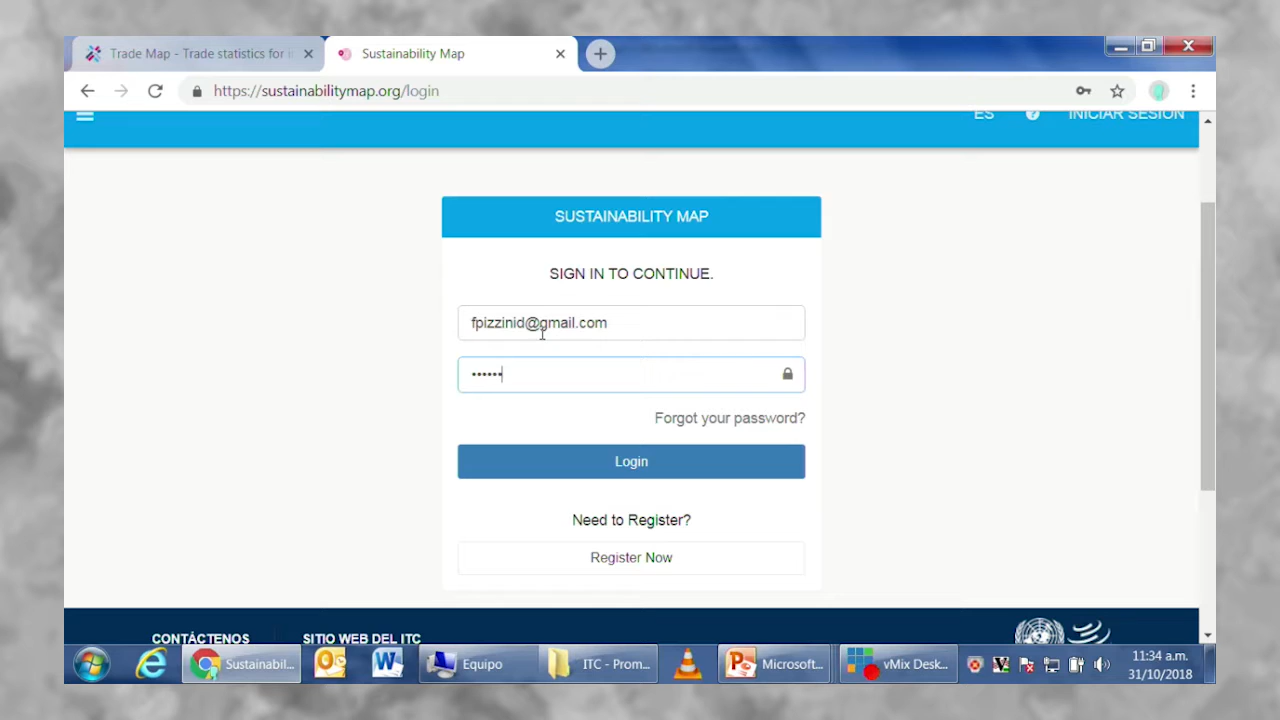 Trade Map - Trade statistics for i
Sustainability Map
https://sustainabilitymap.org/login
ES
INICIAR SESIÓN
SUSTAINABILITY MAP
SIGN IN TO CONTINUE.
fpizzinid@gmail.com
••••••
Forgot your password?
Login
Need to Register?
Register Now
CONTÁCTENOS
SITIO WEB DEL ITC
Sustainabil...
Equipo
ITC - Prom...
Microsoft...
vMix Desk...
11:34 a.m.
31/10/2018